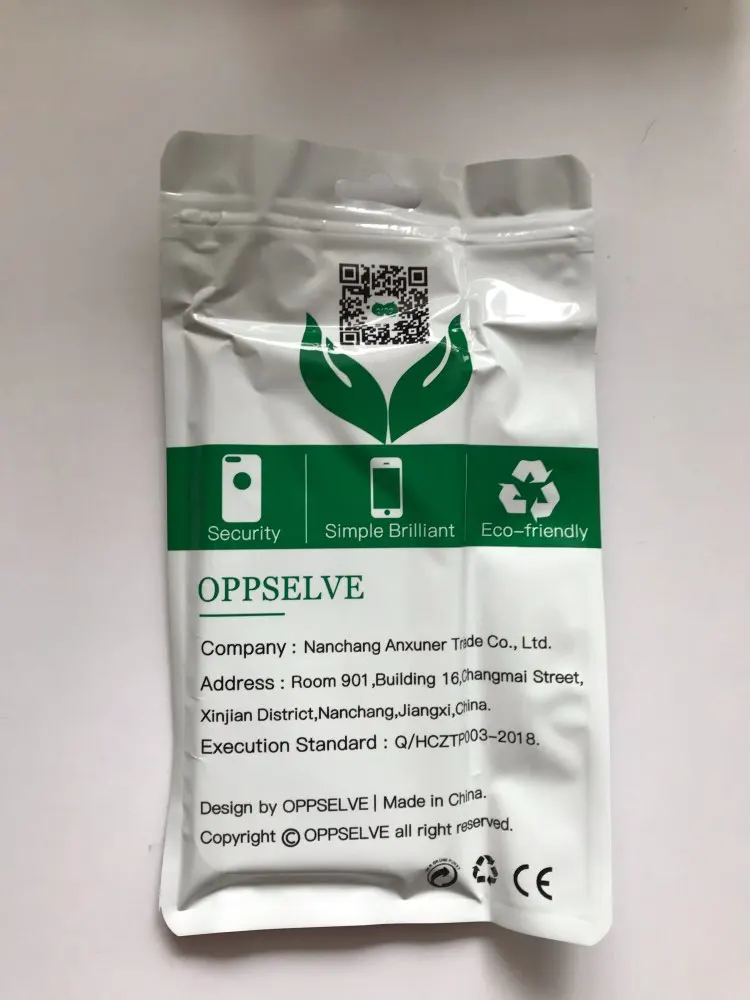 Security
Simple Brilliant
Eco-friendly
OPPSELVE
Company : Nanchang Anxuner Trade Co., Ltd.
Address : Room 901,Building 16,Changmai Street,
Xinjian District,Nanchang,Jiangxi,China.
Execution Standard : Q/HCZTP003-2018.
Design by OPPSELVE | Made in China.
Copyright © OPPSELVE all right reserved.
CE